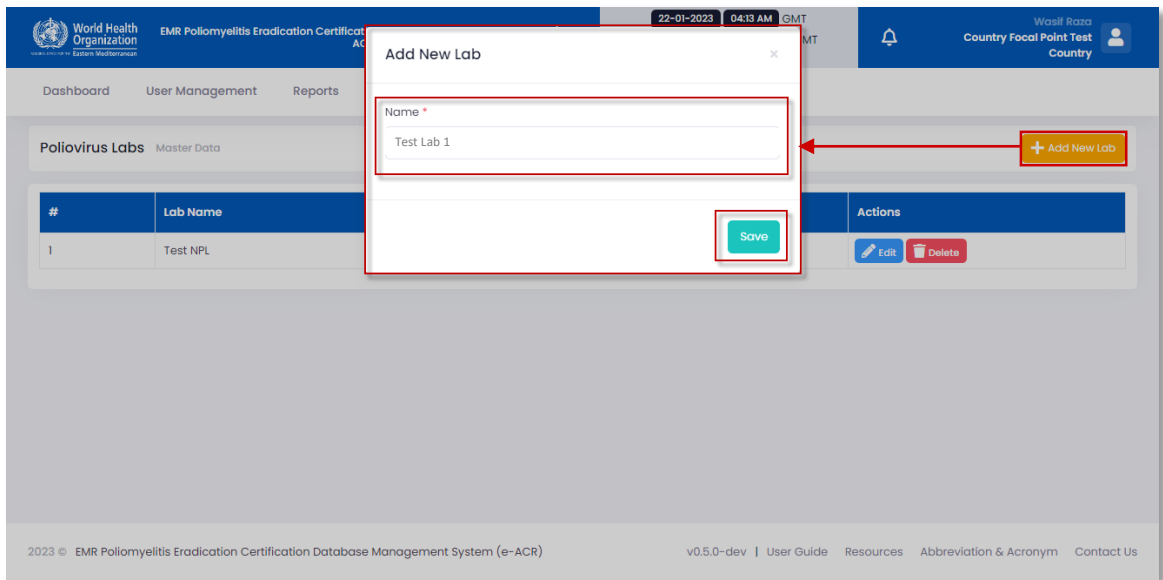 World Health
Organization
Eastern Mediterranean
EMR Poliomyelitis Eradication Certificat
AC
22-01-2023 04:13 AM GMT
MT
Wasif Raza
Country Focal Point Test
Country
Dashboard User Management Reports
Add New Lab ×
Name *
Test Lab 1
Save
Poliovirus Labs Master Data
+ Add New Lab
# Lab Name Actions
1 Test NPL Edit Delete
2023 © EMR Poliomyelitis Eradication Certification Database Management System (e-ACR) v0.5.0-dev | User Guide Resources Abbreviation & Acronym Contact Us